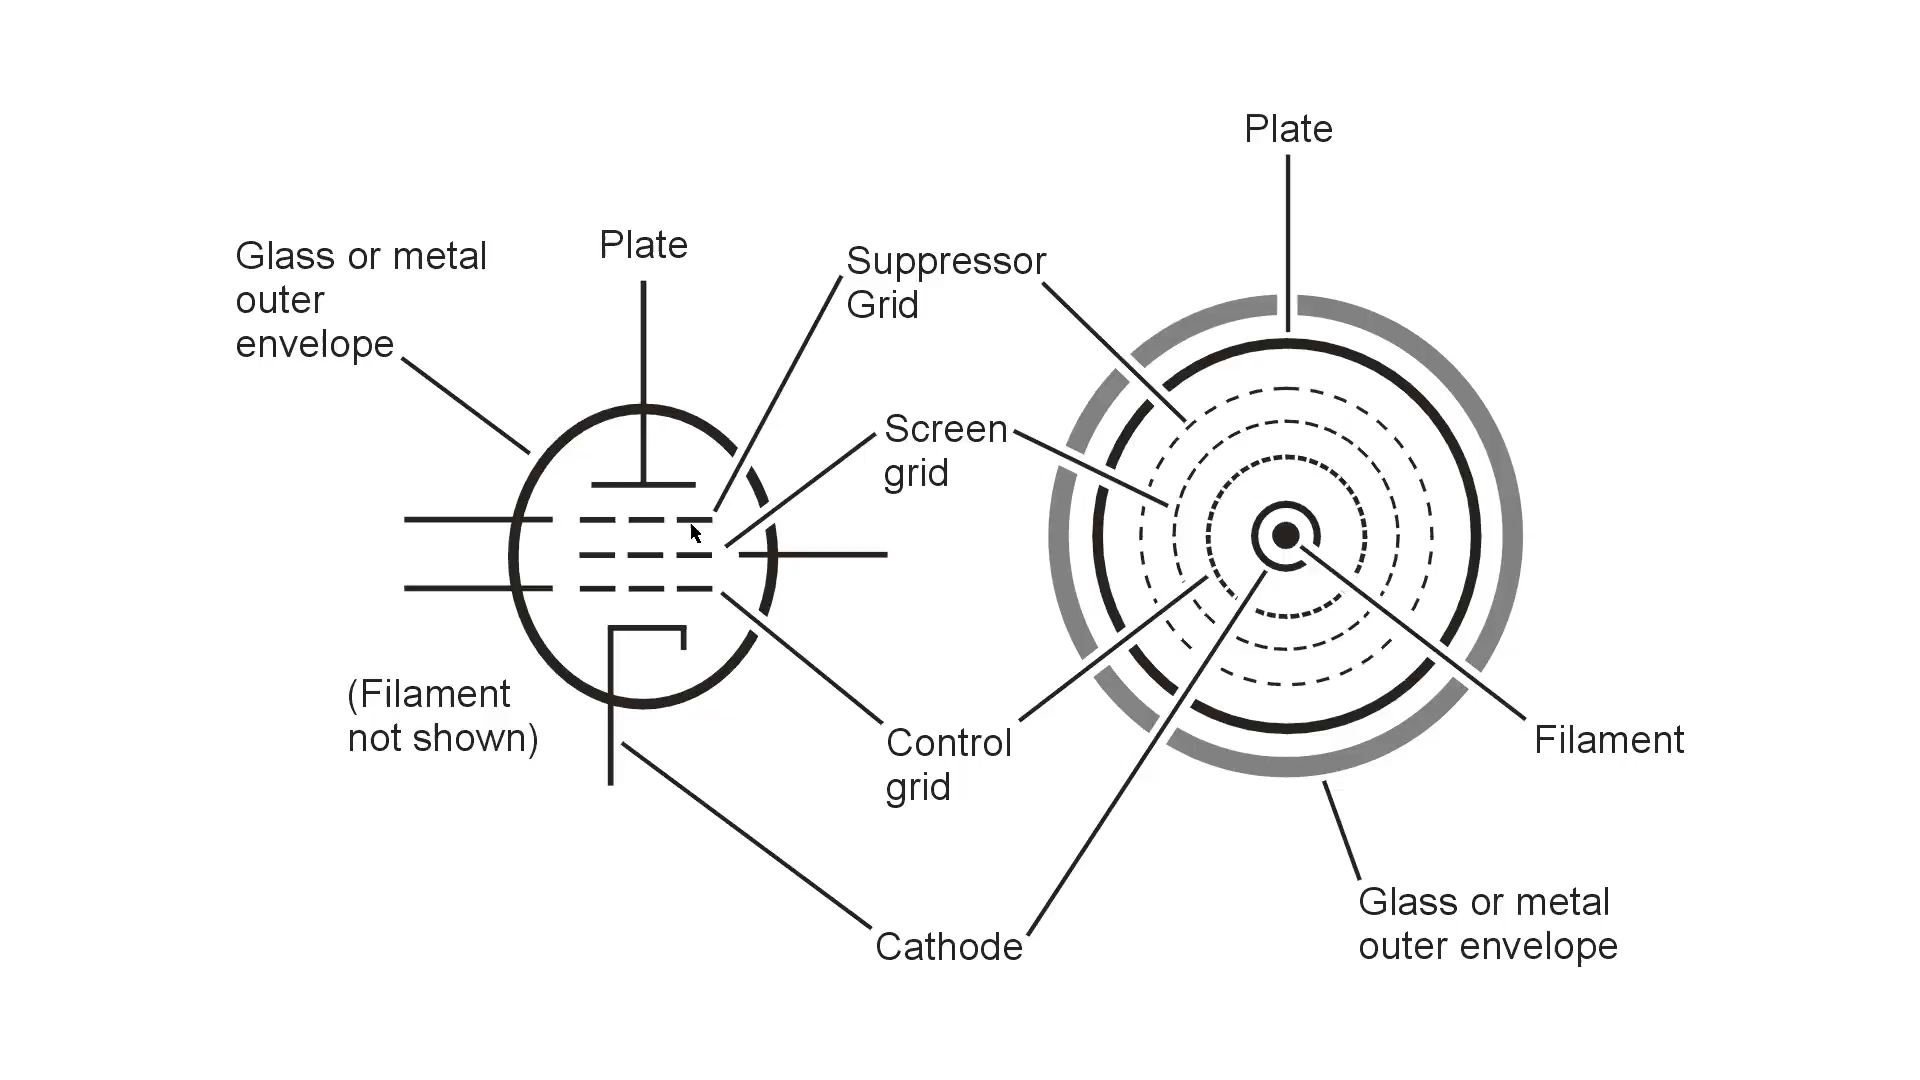 Plate
Glass or metal
outer
envelope
Plate
Suppressor
Grid
Screen
grid
(Filament
not shown)
Control
grid
Filament
Cathode
Glass or metal
outer envelope